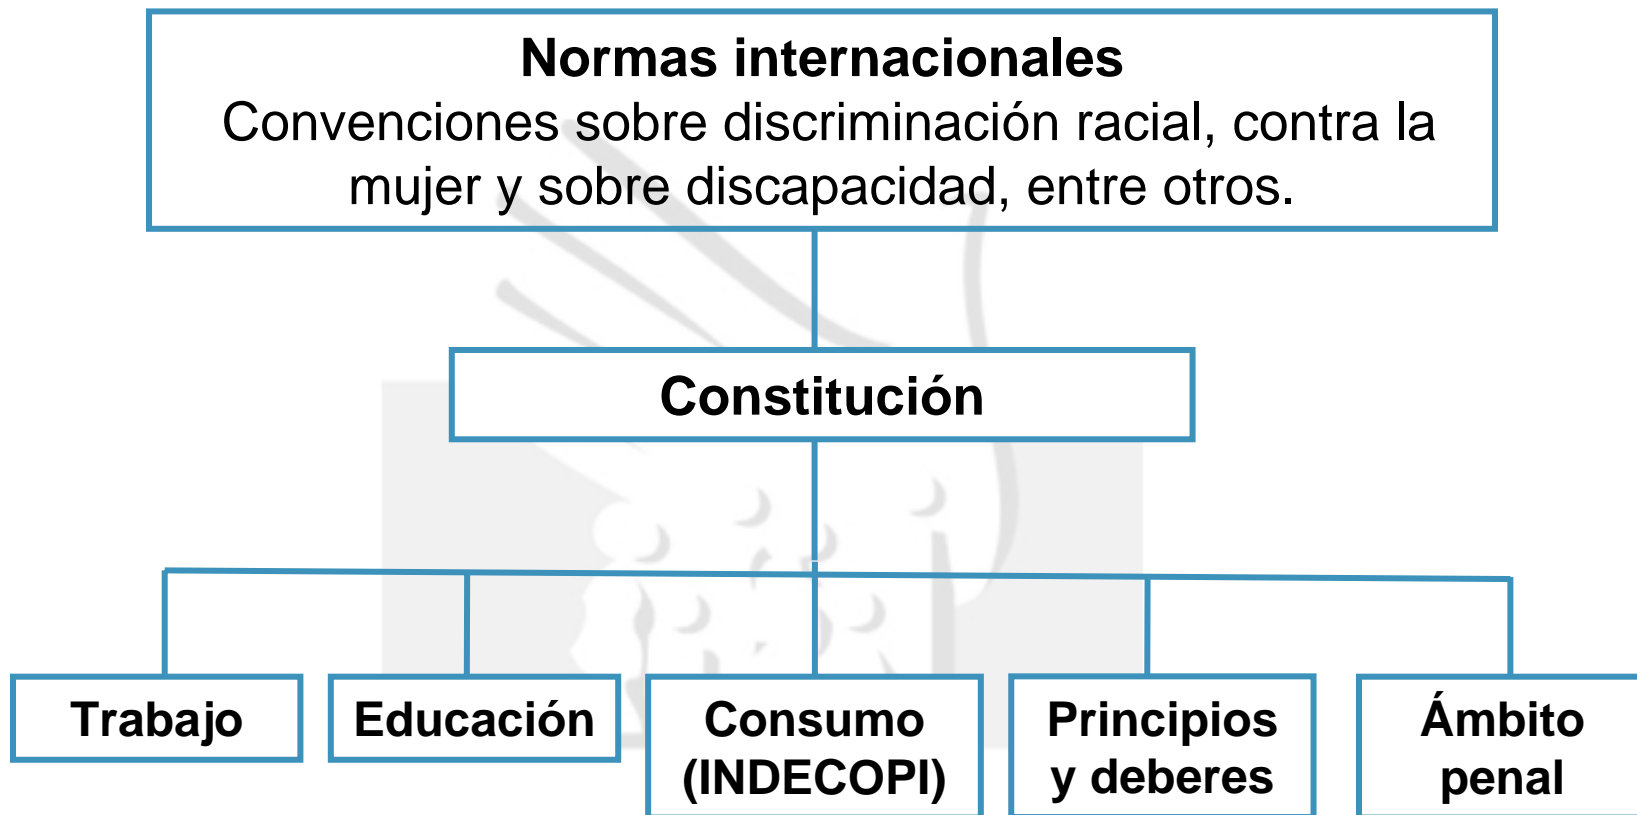 Normas internacionales
Convenciones sobre discriminación racial, contra la
mujer y sobre discapacidad, entre otros.
Constitución
Trabajo
Educación
Consumo
(INDECOPI)
Principios
y deberes
Ámbito
penal